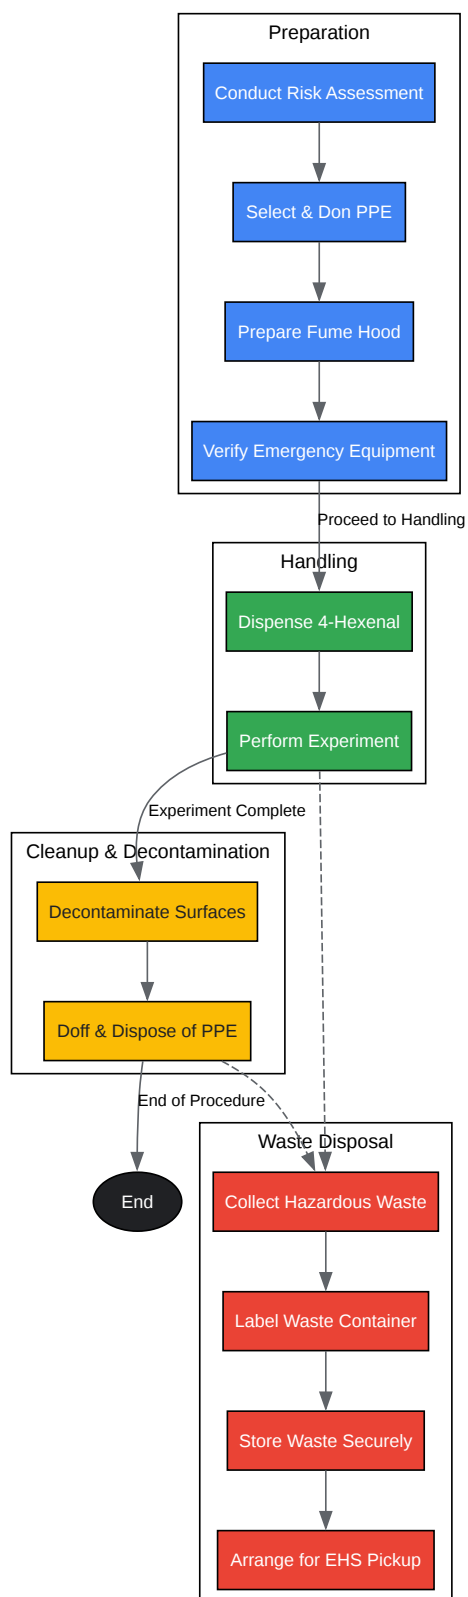 Preparation
Conduct Risk Assessment
Select & Don PPE
Prepare Fume Hood
Verify Emergency Equipment
Proceed to Handling
Handling
Dispense 4-Hexenal
Perform Experiment
Experiment Complete
Cleanup & Decontamination
Decontaminate Surfaces
Doff & Dispose of PPE
End of Procedure
Waste Disposal
End
Collect Hazardous Waste
Label Waste Container
Store Waste Securely
Arrange for EHS Pickup